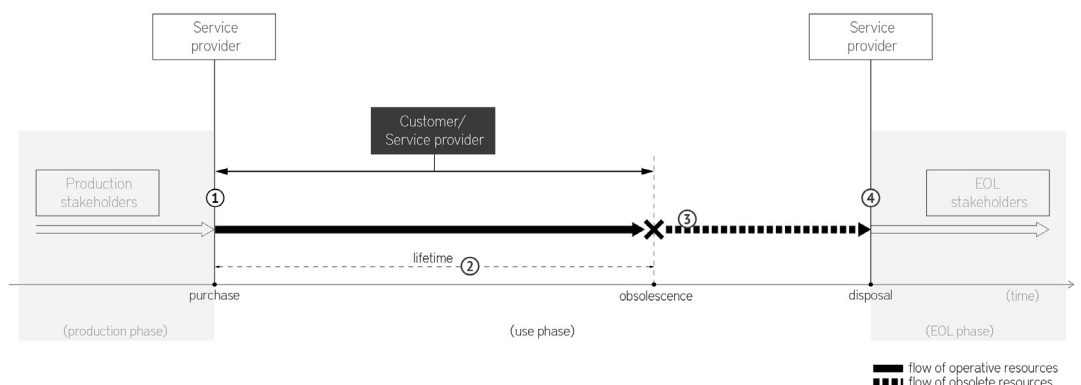 Service
provider
Service
provider
Customer/
Service provider
Production
stakeholders
1
3
4
EOL
stakeholders
lifetime 2
purchase
obsolescence
disposal
(time)
(production phase)
(use phase)
(EOL phase)
flow of operative resources
flow of obsolete resources